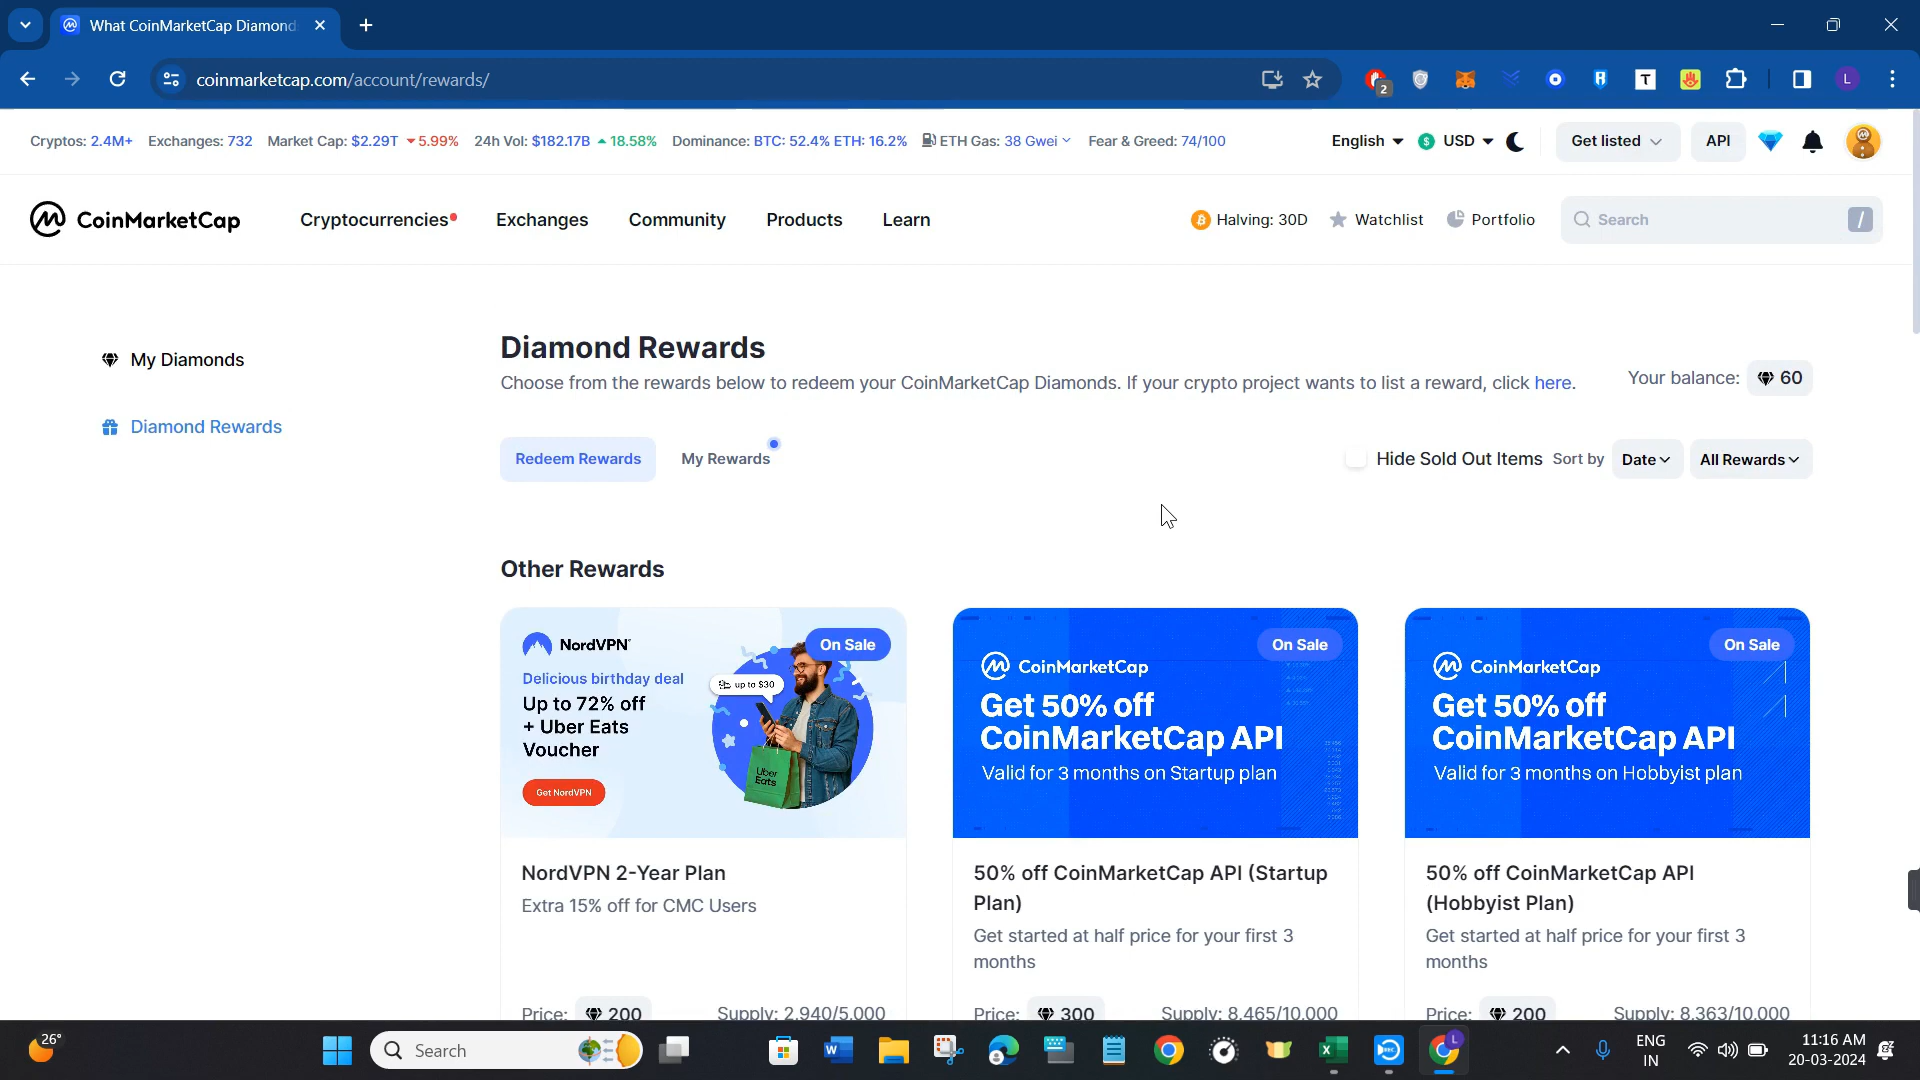 What CoinMarketCap Diamond
coinmarketcap.com/account/rewards/
2
T
L
Cryptos: 2.4M+ Exchanges: 732 Market Cap: $2.29T 5.99% 24h Vol: $182.17B 18.58% Dominance: BTC: 52.4% ETH: 16.2% ETH Gas: 38 Gwei Fear & Greed: 74/100
English USD Get listed API
CoinMarketCap Cryptocurrencies Exchanges Community Products Learn
Halving: 30D Watchlist Portfolio Search /
My Diamonds
Diamond Rewards
Diamond Rewards
Choose from the rewards below to redeem your CoinMarketCap Diamonds. If your crypto project wants to list a reward, click here.
Your balance: 60
Redeem Rewards My Rewards
Hide Sold Out Items Sort by Date All Rewards
Other Rewards
NordVPN
On Sale
Delicious birthday deal
Up to 72% off
+ Uber Eats
Voucher
up to $30
Uber
Eats
Get NordVPN
NordVPN 2-Year Plan
Extra 15% off for CMC Users
Price: 200 Supply: 2,940/5,000
On Sale
CoinMarketCap
Get 50% off
CoinMarketCap API
Valid for 3 months on Startup plan
50% off CoinMarketCap API (Startup
Plan)
Get started at half price for your first 3
months
Price: 300 Supply: 8,465/10,000
On Sale
CoinMarketCap
Get 50% off
CoinMarketCap API
Valid for 3 months on Hobbyist plan
50% off CoinMarketCap API
(Hobbyist Plan)
Get started at half price for your first 3
months
Price: 200 Supply: 8,363/10,000
26°
Search
ENG
IN
11:16 AM
20-03-2024